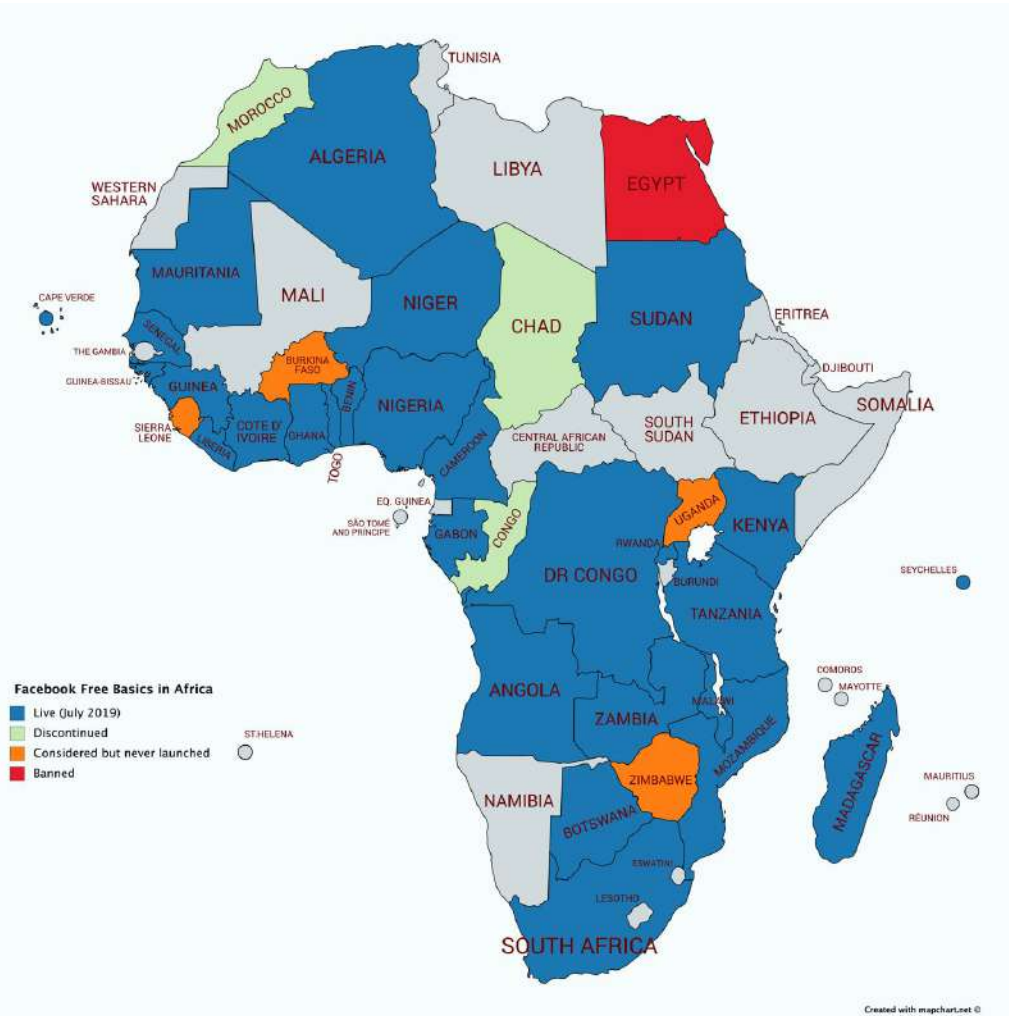 TUNISIA
MOROCCO
ALGERIA
LIBYA
EGYPT
WESTERN
SAHARA
MAURITANIA
MALI
NIGER
CHAD
SUDAN
ERITREA
CAPE VERDE
SENEGAL
THE GAMBIA
GUINEA-BISSAU
GUINEA
BURKINA
FASO
BENIN
NIGERIA
DJIBOUTI
SOMALIA
ETHIOPIA
SOUTH
SUDAN
CENTRAL AFRICAN
REPUBLIC
SIERRA
LEONE
LIBERIA
COTE D'
IVOIRE
GHANA
TOGO
CAMEROON
EQ. GUINEA
SÃO TOMÉ
AND PRINCIPE
GABON
CONGO
UGANDA
KENYA
RWANDA
DR CONGO
BURUNDI
TANZANIA
SEYCHELLES
COMOROS
MAYOTTE
ANGOLA
ZAMBIA
MALAWI
MOZAMBIQUE
MADAGASCAR
MAURITIUS
RÉUNION
ZIMBABWE
NAMIBIA
BOTSWANA
ESWATINI
LESOTHO
SOUTH AFRICA
ST.HELENA
Facebook Free Basics in Africa
Live (July 2019)
Discontinued
Considered but never launched
Banned
Created with mapchart.net ©